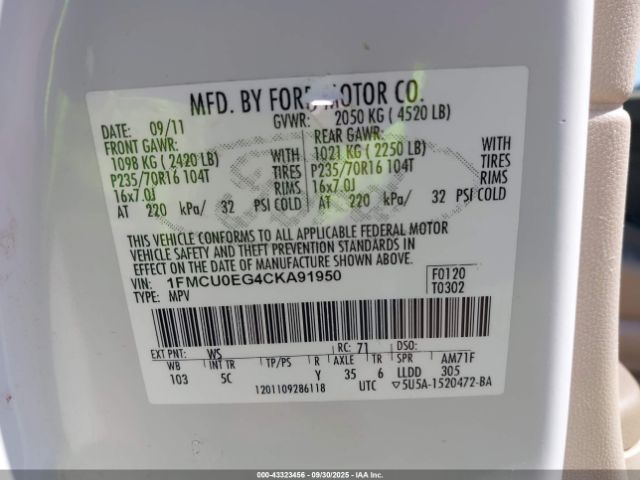 MFD. BY FORD MOTOR CO.
DATE: 09/11 GVWR: 2050 KG ( 4520 LB)
FRONT GAWR: REAR GAWR:
1098 KG ( 2420 LB) WITH 1021 KG ( 2250 LB) WITH
P235/70R16 104T TIRES P235/70R16 104T TIRES
16x7.0J RIMS 16x7.0J RIMS
AT 220 kPa/ 32 PSI COLD AT 220 kPa/ 32 PSI COLD
THIS VEHICLE CONFORMS TO ALL APPLICABLE FEDERAL MOTOR
VEHICLE SAFETY AND THEFT PREVENTION STANDARDS IN
EFFECT ON THE DATE OF MANUFACTURE SHOWN ABOVE.
VIN: 1FMCU0EG4CKA91950 F0120
TYPE: MPV T0302
EXT PNT: WS RC: 71 DSO:
WB INT TR TP/PS R AXLE TR SPR AM71F
103 5C Y 35 6 LLDD 305
1201109286118 UTC ▽5U5A-1520472-BA
00-43323456 - 09/30/2025 - IAA Inc.